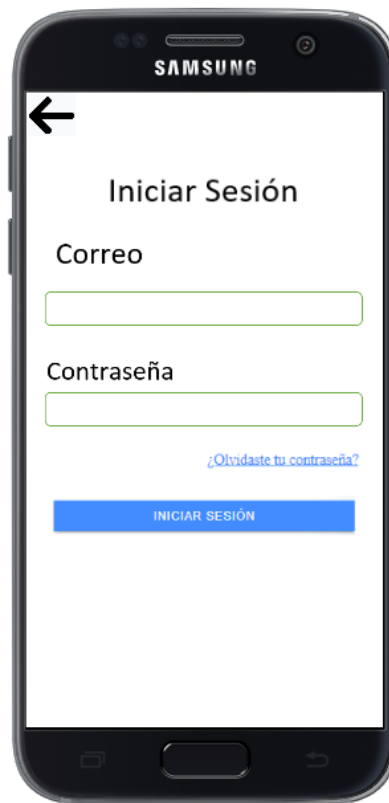 SAMSUNG
Iniciar Sesión
Correo
Contraseña
¿Olvidaste tu contraseña?
INICIAR SESIÓN